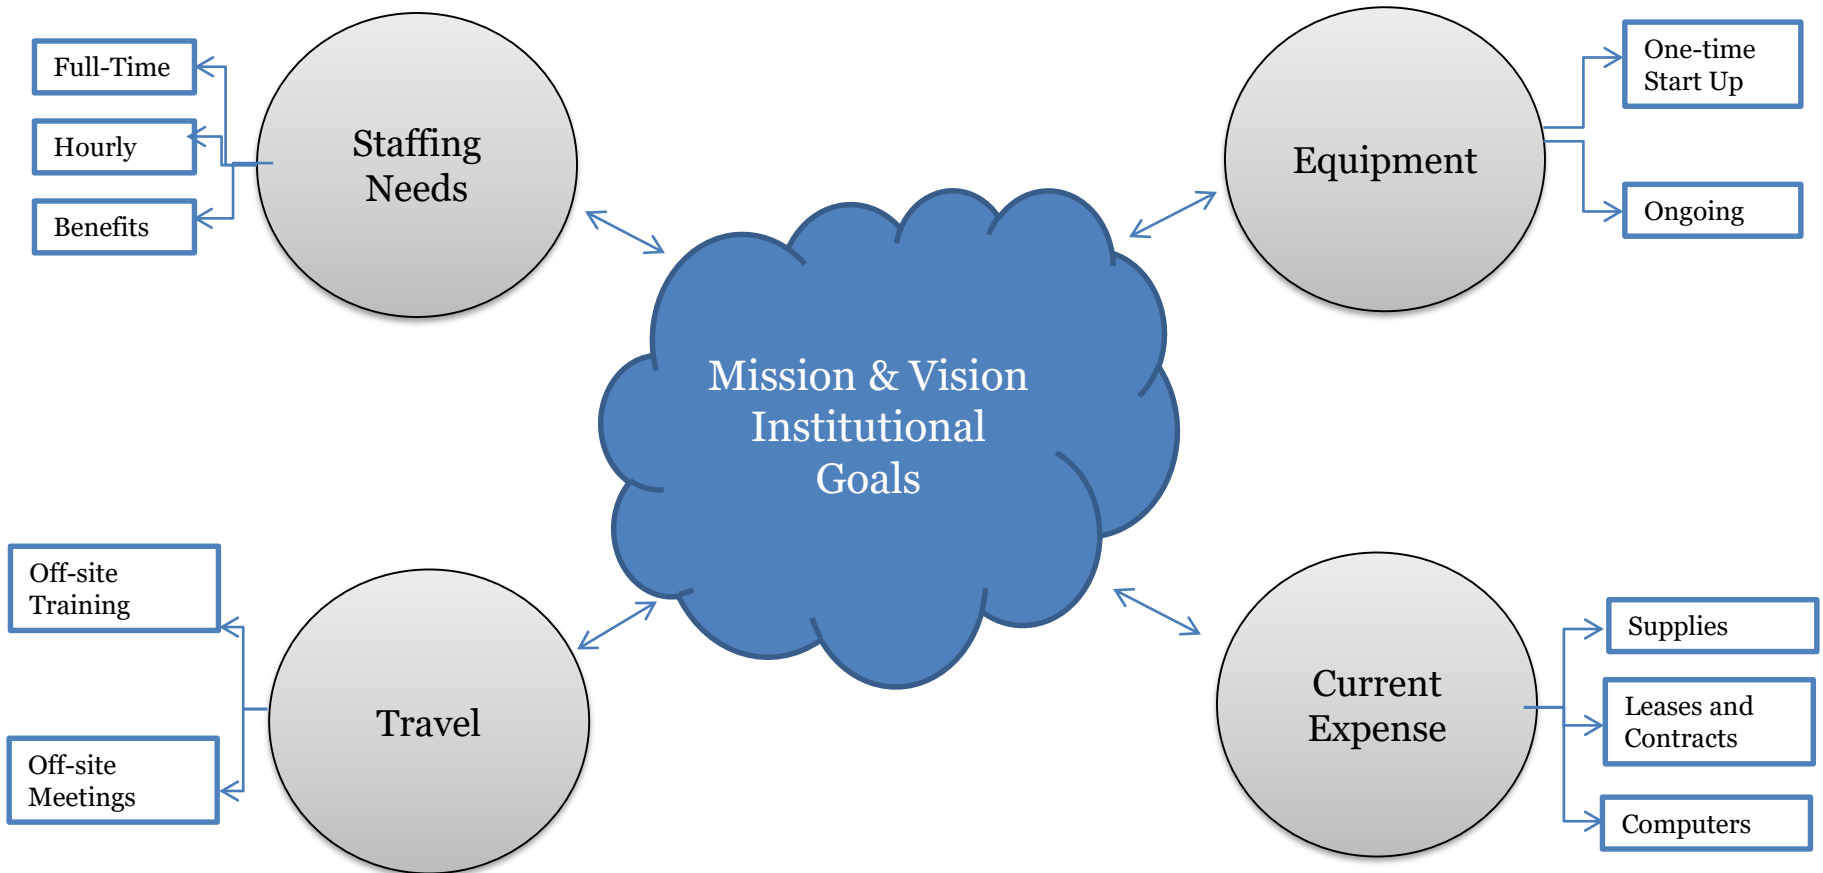 Full-Time
Hourly
Benefits
Staffing
Needs
Equipment
One-time
Start Up
Ongoing
Mission & Vision
Institutional
Goals
Off-site
Training
Off-site
Meetings
Travel
Current
Expense
Supplies
Leases and
Contracts
Computers